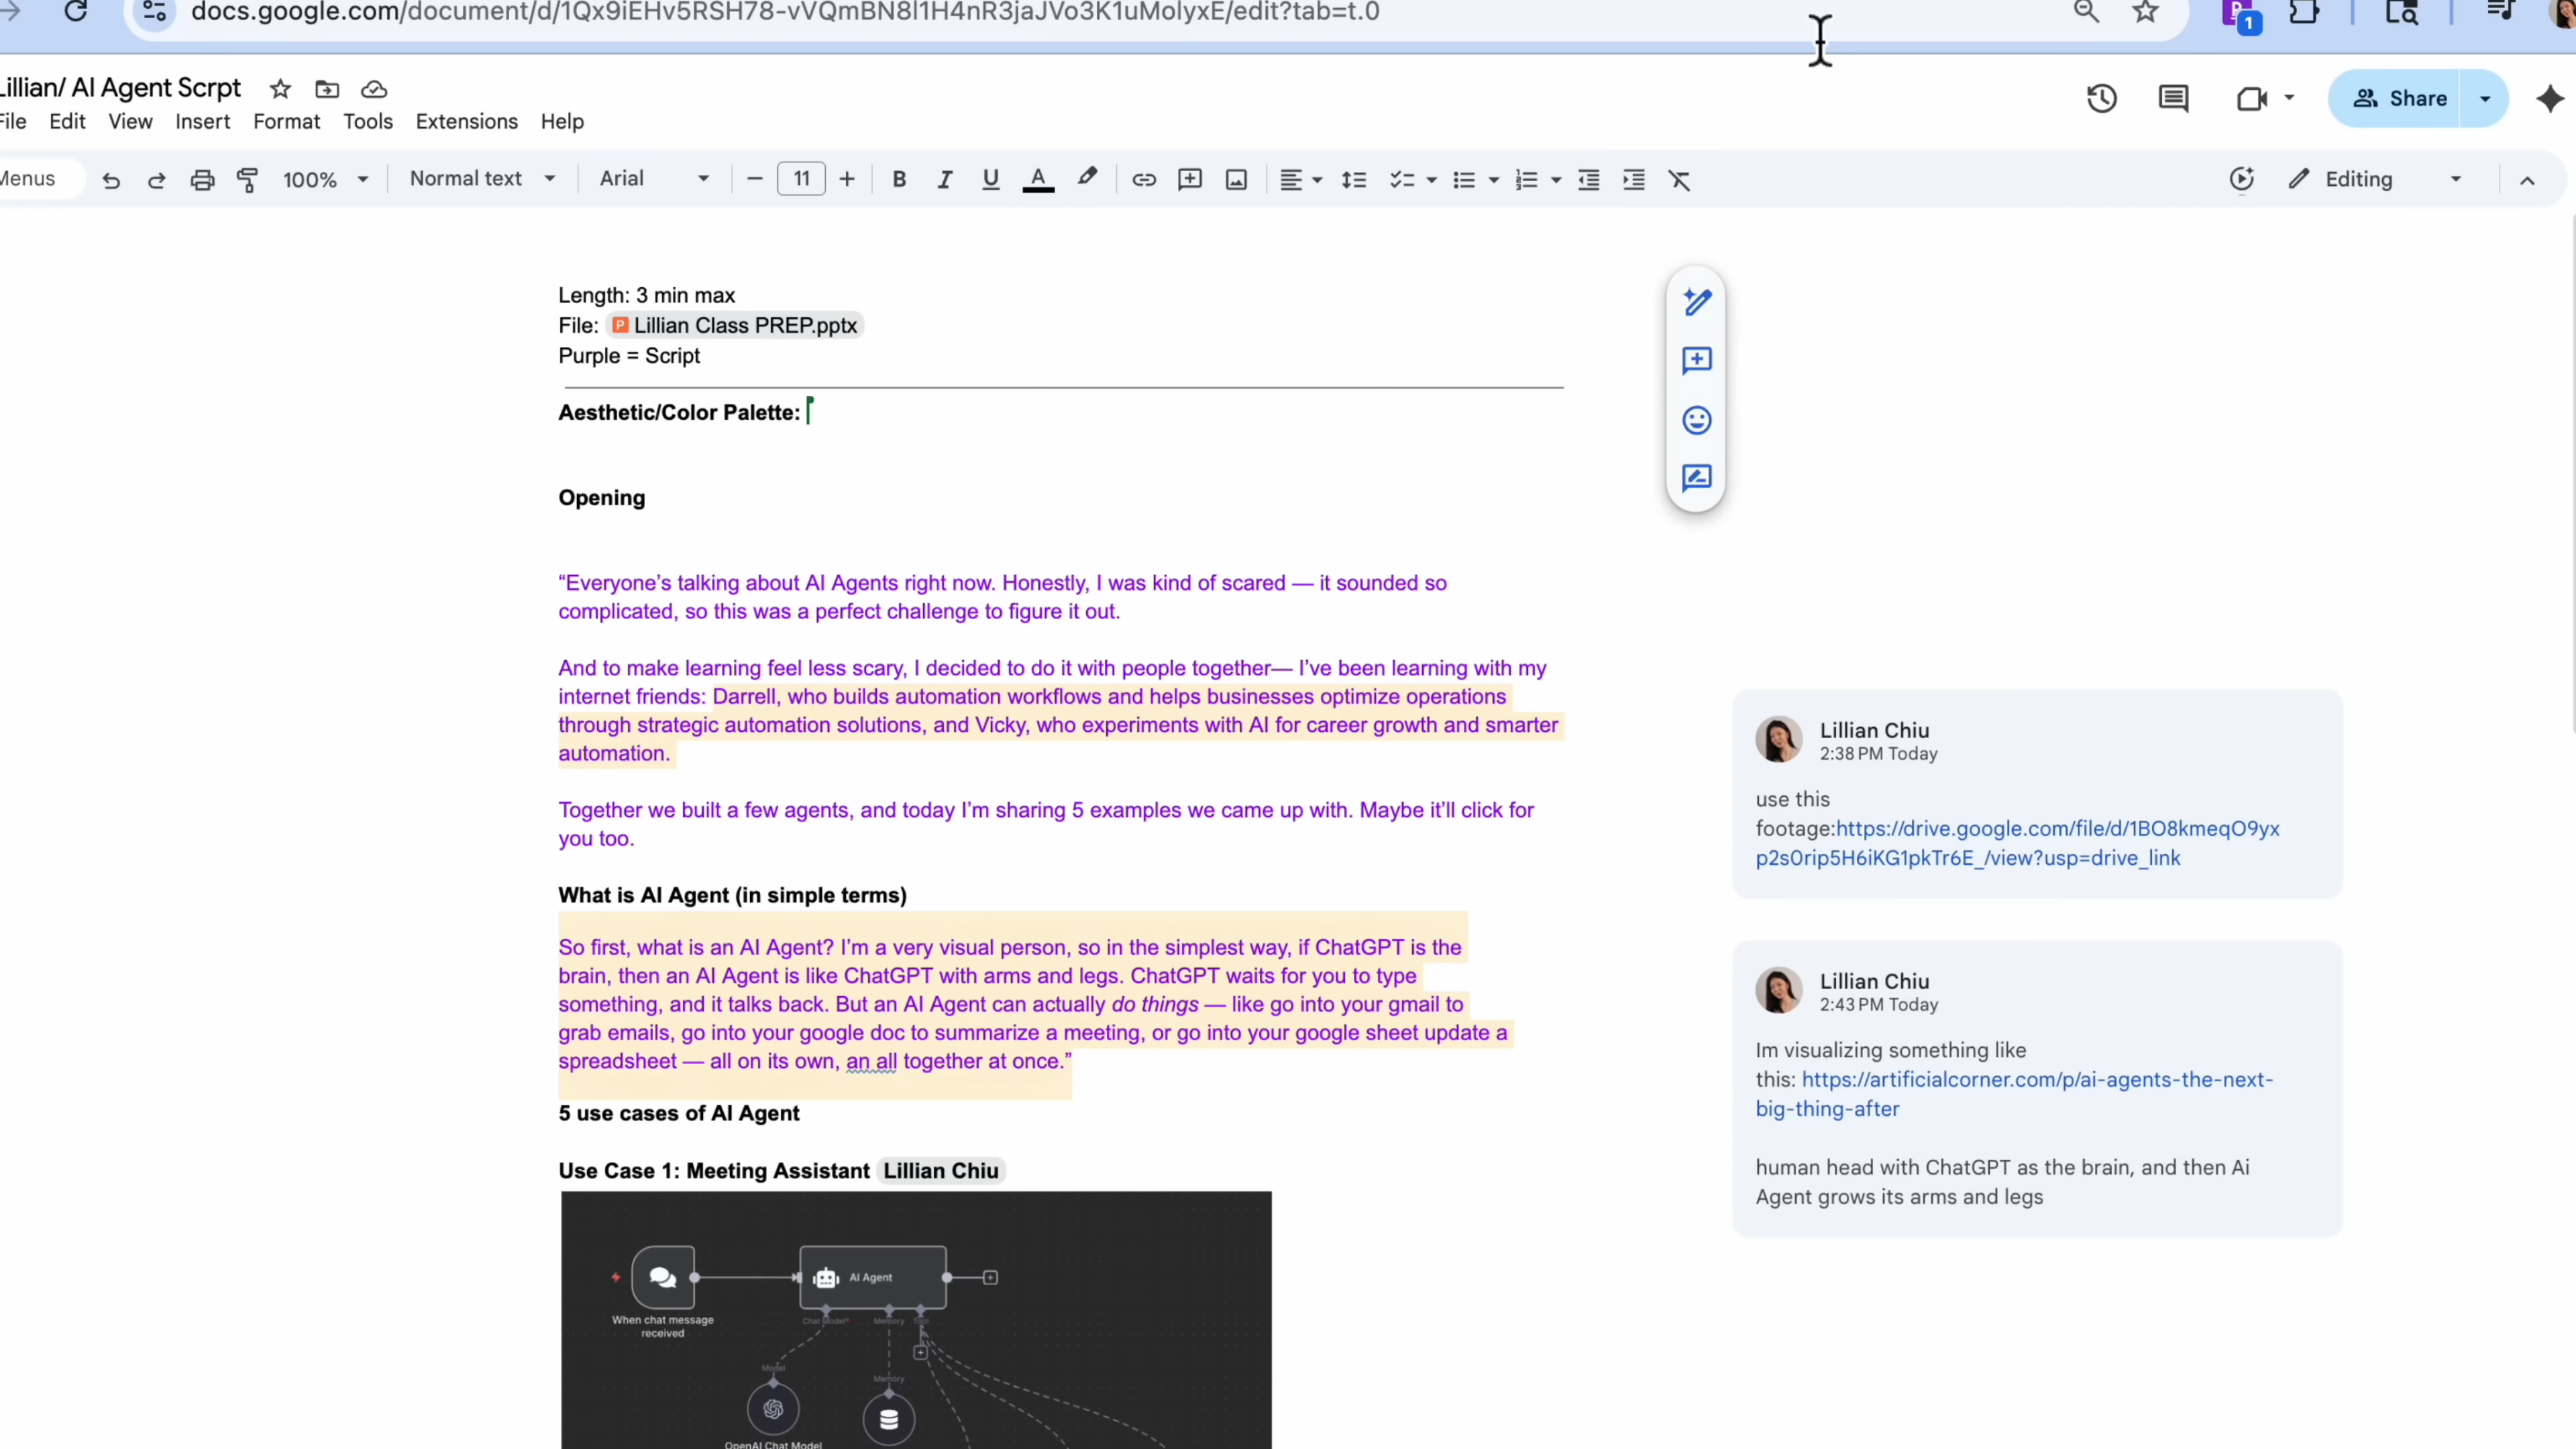 docs.google.com/document/d/1Qx9iEHv5RSH78-vVQmBN8l1H4nR3jaJVo3K1uMolyxE/edit?tab=t.0
1
Lillian/ AI Agent Scrpt
File Edit View Insert Format Tools Extensions Help
Share
Menus 100% Normal text Arial 11 Editing
Length: 3 min max
File: Lillian Class PREP.pptx
Purple = Script
Aesthetic/Color Palette:
Opening
“Everyone’s talking about AI Agents right now. Honestly, I was kind of scared — it sounded so
complicated, so this was a perfect challenge to figure it out.
And to make learning feel less scary, I decided to do it with people together— I’ve been learning with my
internet friends: Darrell, who builds automation workflows and helps businesses optimize operations
through strategic automation solutions, and Vicky, who experiments with AI for career growth and smarter
automation.
Together we built a few agents, and today I’m sharing 5 examples we came up with. Maybe it’ll click for
you too.
What is AI Agent (in simple terms)
So first, what is an AI Agent? I’m a very visual person, so in the simplest way, if ChatGPT is the
brain, then an AI Agent is like ChatGPT with arms and legs. ChatGPT waits for you to type
something, and it talks back. But an AI Agent can actually do things — like go into your gmail to
grab emails, go into your google doc to summarize a meeting, or go into your google sheet update a
spreadsheet — all on its own, an all together at once.”
5 use cases of AI Agent
Use Case 1: Meeting Assistant Lillian Chiu
AI Agent
When chat message
received
Chat Model* Memory Tool
Model
Memory
OpenAI Chat Model
Lillian Chiu
2:38 PM Today
use this
footage:https://drive.google.com/file/d/1BO8kmeqO9yx
p2s0rip5H6iKG1pkTr6E_/view?usp=drive_link
Lillian Chiu
2:43 PM Today
Im visualizing something like
this: https://artificialcorner.com/p/ai-agents-the-next-
big-thing-after
human head with ChatGPT as the brain, and then Ai
Agent grows its arms and legs